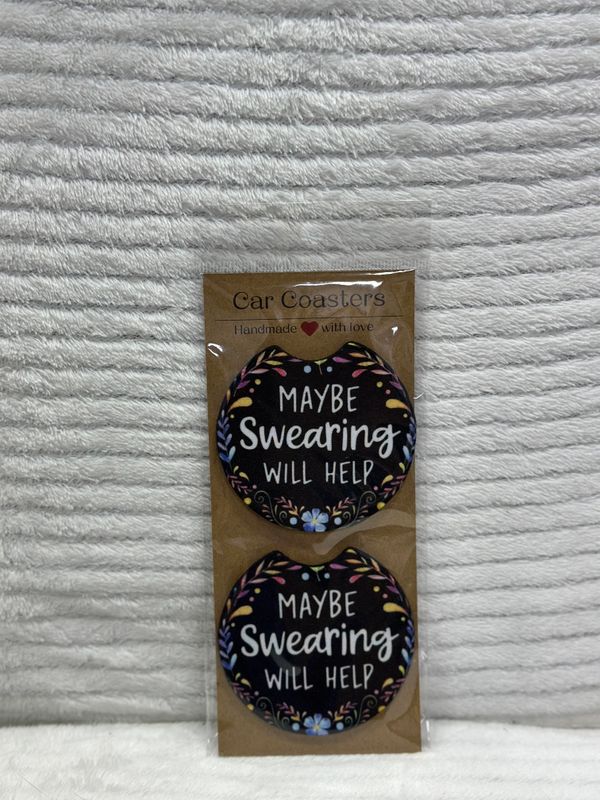 Car Coasters
Handmade ❤ with love
MAYBE
Swearing
WILL HELP
MAYBE
Swearing
WILL HELP